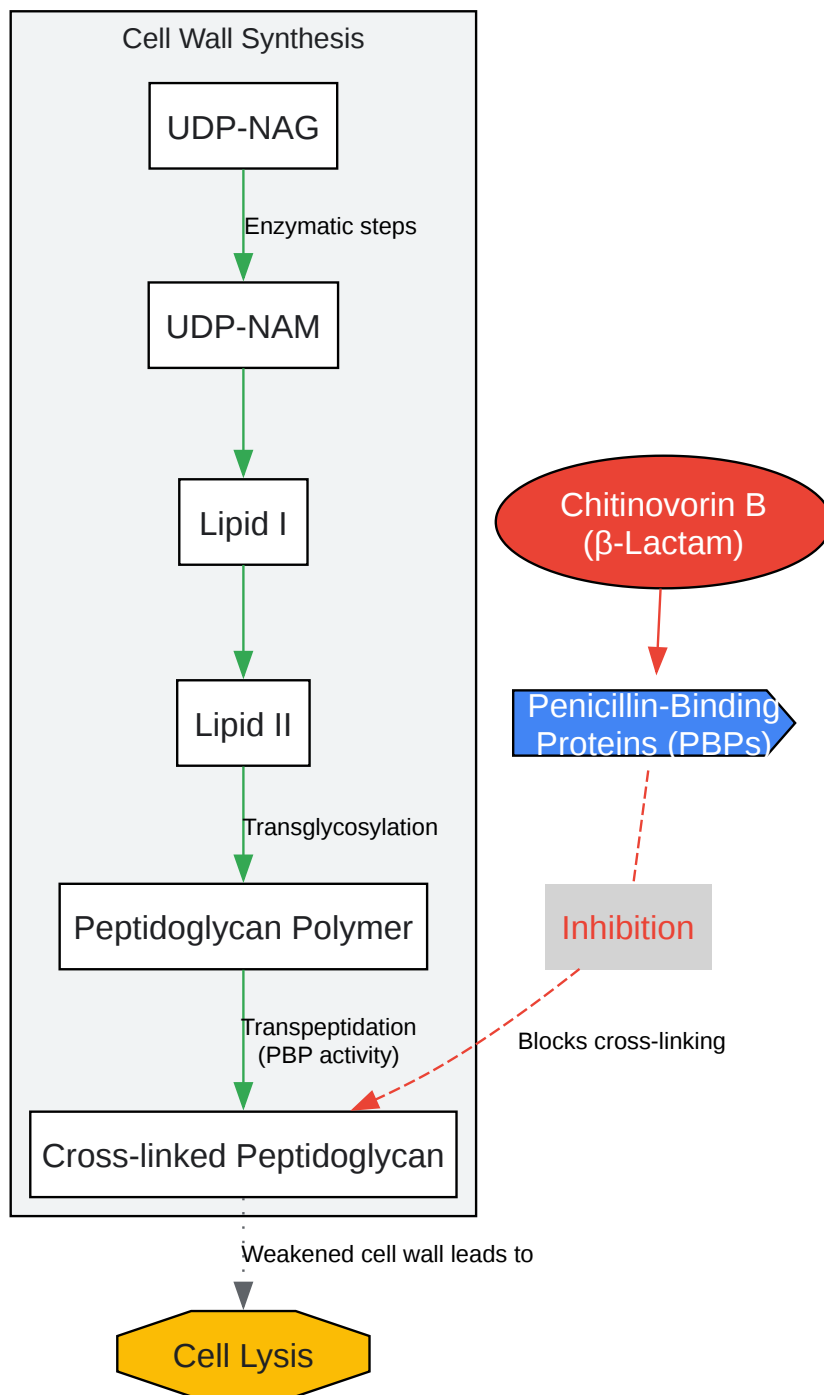 Cell Wall Synthesis
UDP-NAG
Enzymatic steps
UDP-NAM
Lipid I
Chitinovorin B
(β-Lactam)
Lipid II
Penicillin-Binding
Proteins (PBPs)
Transglycosylation
Peptidoglycan Polymer
Inhibition
Transpeptidation
(PBP activity)
Blocks cross-linking
Cross-linked Peptidoglycan
Weakened cell wall leads to
Cell Lysis